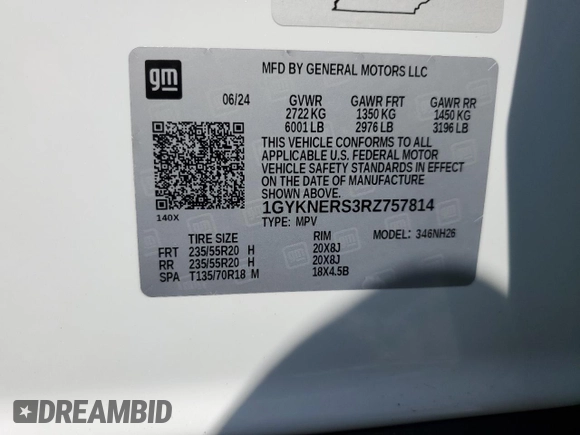 gm
MFD BY GENERAL MOTORS LLC
06/24 GVWR GAWR FRT GAWR RR
2722 KG 1350 KG 1450 KG
6001 LB 2976 LB 3196 LB
THIS VEHICLE CONFORMS TO ALL
APPLICABLE U.S. FEDERAL MOTOR
VEHICLE SAFETY STANDARDS IN EFFECT
ON THE DATE OF MANUFACTURE
SHOWN ABOVE.
140X
1GYKNERS3RZ757814
TYPE: MPV MODEL: 346NH26
TIRE SIZE RIM
FRT 235/55R20 H 20X8J
RR 235/55R20 H 20X8J
SPA T135/70R18 M 18X4.5B
DREAMBID